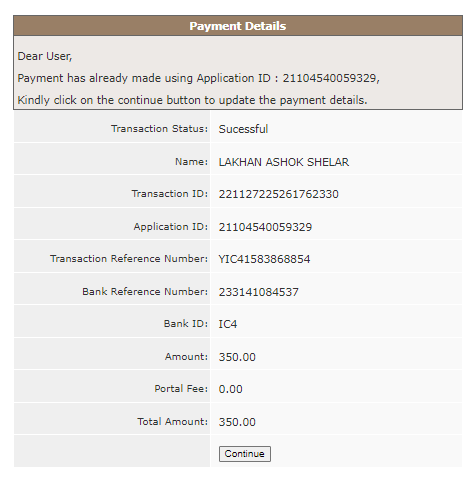 Payment Details
Dear User,
Payment has already made using Application ID : 21104540059329,
Kindly click on the continue button to update the payment details.
Transaction Status: Sucessful
Name: LAKHAN ASHOK SHELAR
Transaction ID: 221127225261762330
Application ID: 21104540059329
Transaction Reference Number: YIC41583868854
Bank Reference Number: 233141084537
Bank ID: IC4
Amount: 350.00
Portal Fee: 0.00
Total Amount: 350.00
Continue